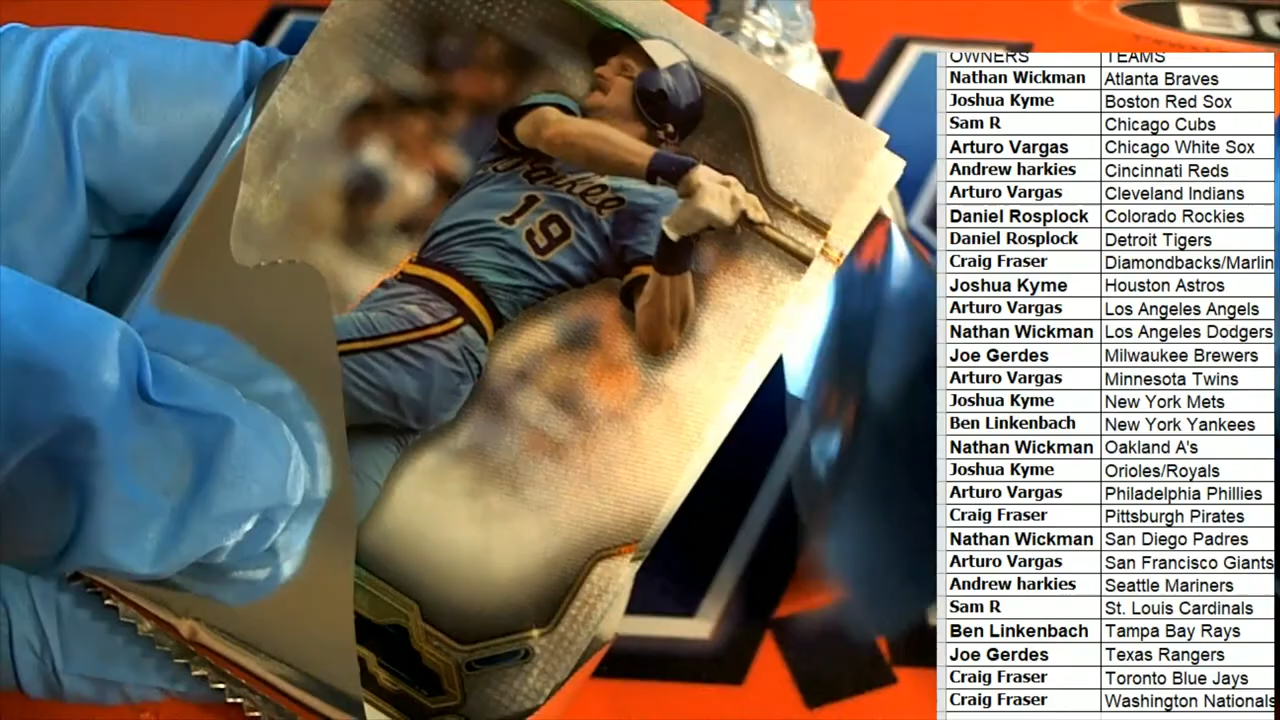 BO
waukee
19
OWNERS TEAMS
Nathan Wickman Atlanta Braves
Joshua Kyme Boston Red Sox
Sam R Chicago Cubs
Arturo Vargas Chicago White Sox
Andrew harkies Cincinnati Reds
Arturo Vargas Cleveland Indians
Daniel Rosplock Colorado Rockies
Daniel Rosplock Detroit Tigers
Craig Fraser Diamondbacks/Marlin
Joshua Kyme Houston Astros
Arturo Vargas Los Angeles Angels
Nathan Wickman Los Angeles Dodgers
Joe Gerdes Milwaukee Brewers
Arturo Vargas Minnesota Twins
Joshua Kyme New York Mets
Ben Linkenbach New York Yankees
Nathan Wickman Oakland A's
Joshua Kyme Orioles/Royals
Arturo Vargas Philadelphia Phillies
Craig Fraser Pittsburgh Pirates
Nathan Wickman San Diego Padres
Arturo Vargas San Francisco Giants
Andrew harkies Seattle Mariners
Sam R St. Louis Cardinals
Ben Linkenbach Tampa Bay Rays
Joe Gerdes Texas Rangers
Craig Fraser Toronto Blue Jays
Craig Fraser Washington Nationals